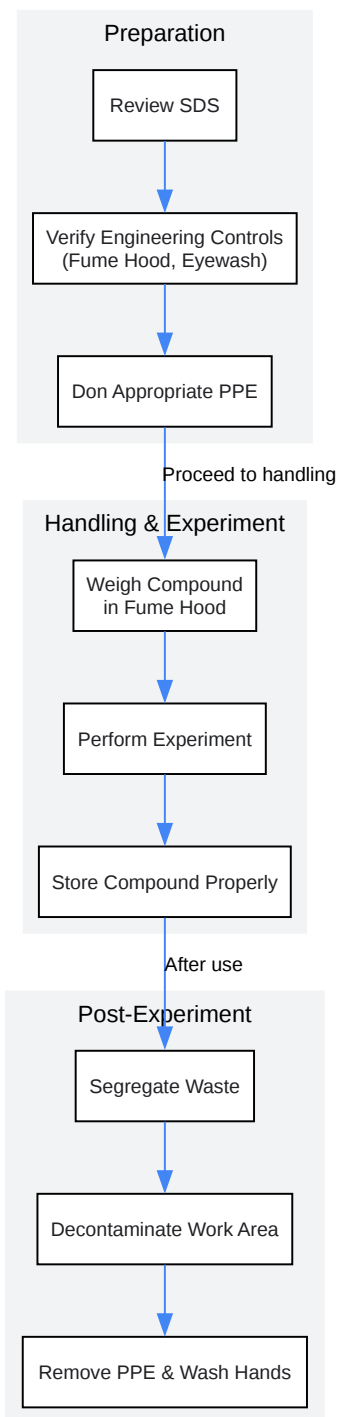 Preparation
Review SDS
Verify Engineering Controls
(Fume Hood, Eyewash)
Don Appropriate PPE
Proceed to handling
Handling & Experiment
Weigh Compound
in Fume Hood
Perform Experiment
Store Compound Properly
After use
Post-Experiment
Segregate Waste
Decontaminate Work Area
Remove PPE & Wash Hands